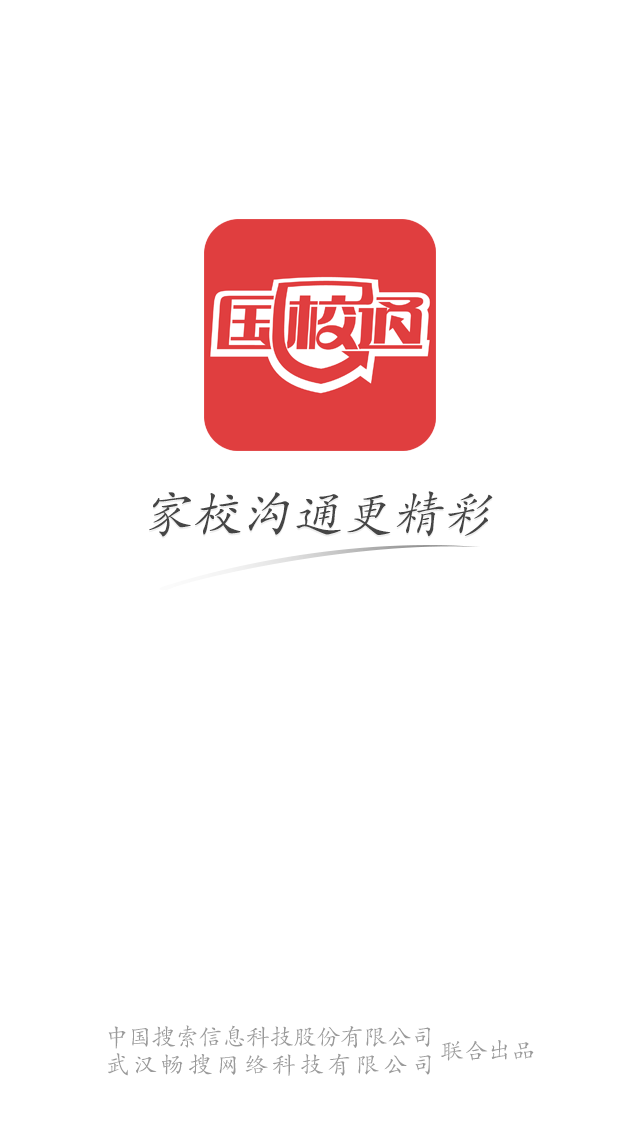 国校通
家校沟通更精彩
中国搜索信息科技股份有限公司
武汉畅搜网络科技有限公司
联合出品